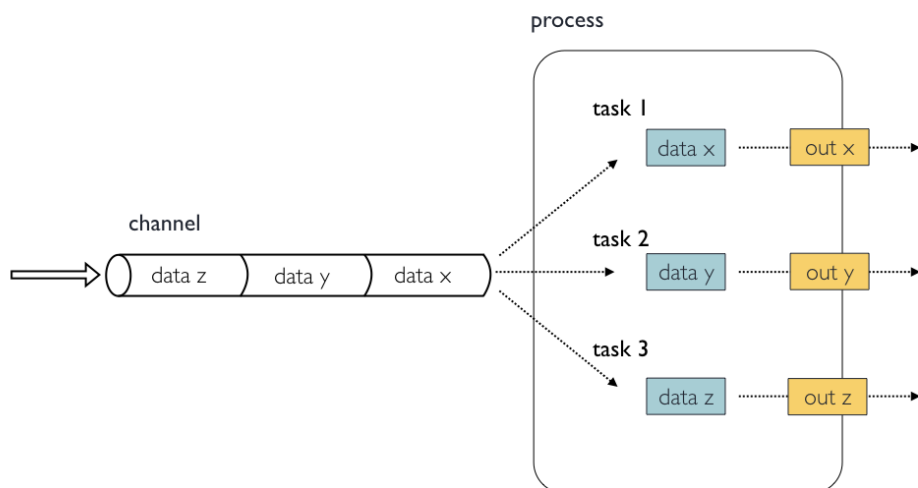 process
task 1
data x
out x
channel
task 2
data z
data y
data x
data y
out y
task 3
data z
out z